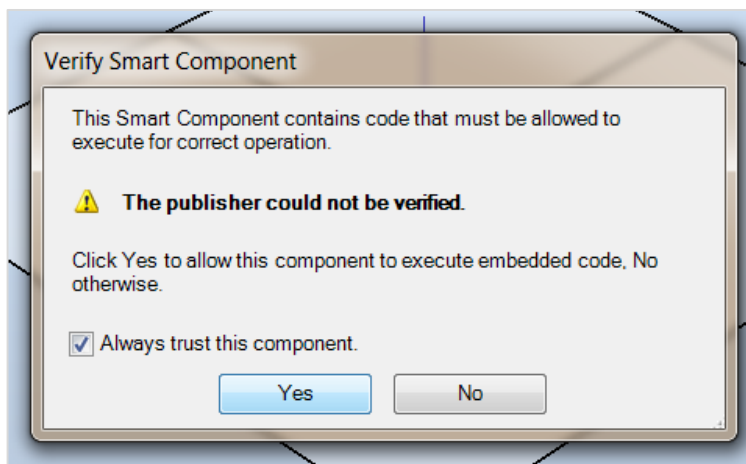 Verify Smart Component
This Smart Component contains code that must be allowed to
execute for correct operation.
The publisher could not be verified.
Click Yes to allow this component to execute embedded code, No
otherwise.
Always trust this component.
Yes
No